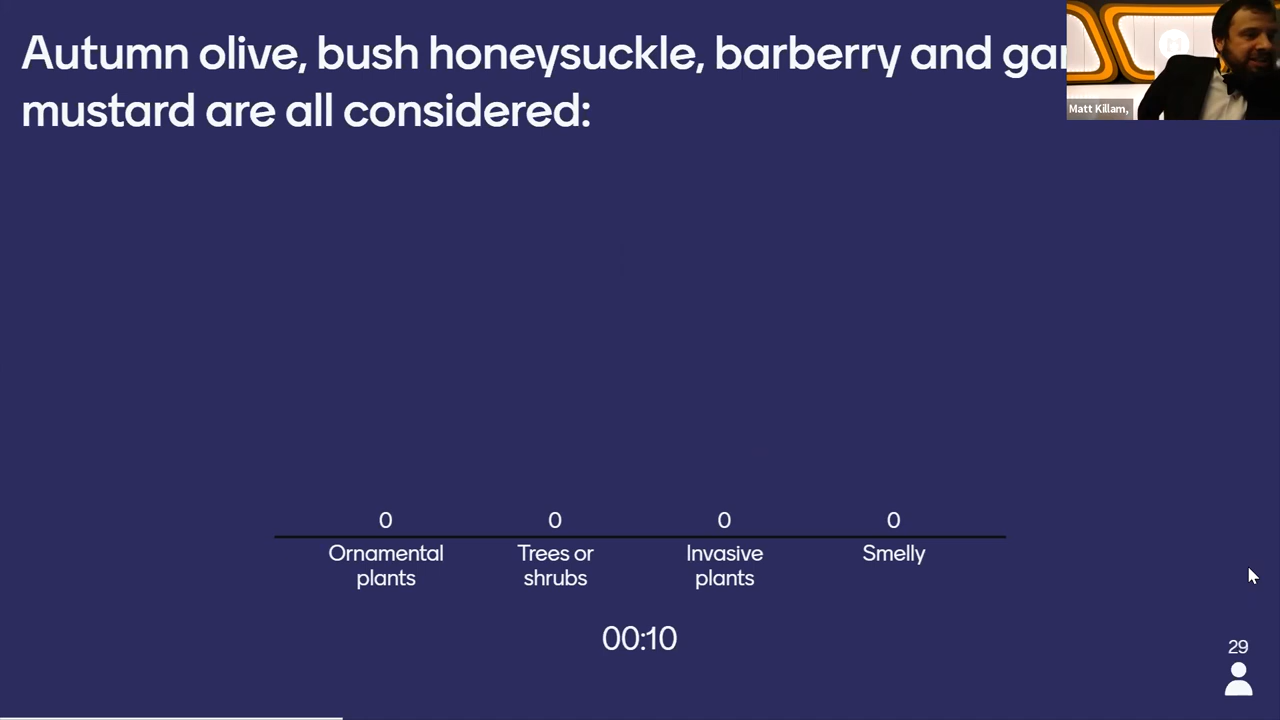 Autumn olive, bush honeysuckle, barberry and
mustard are all considered:
Matt Killam,
0
0
0
0
Ornamental
plants
Trees or
shrubs
Invasive
plants
Smelly
00:10
29